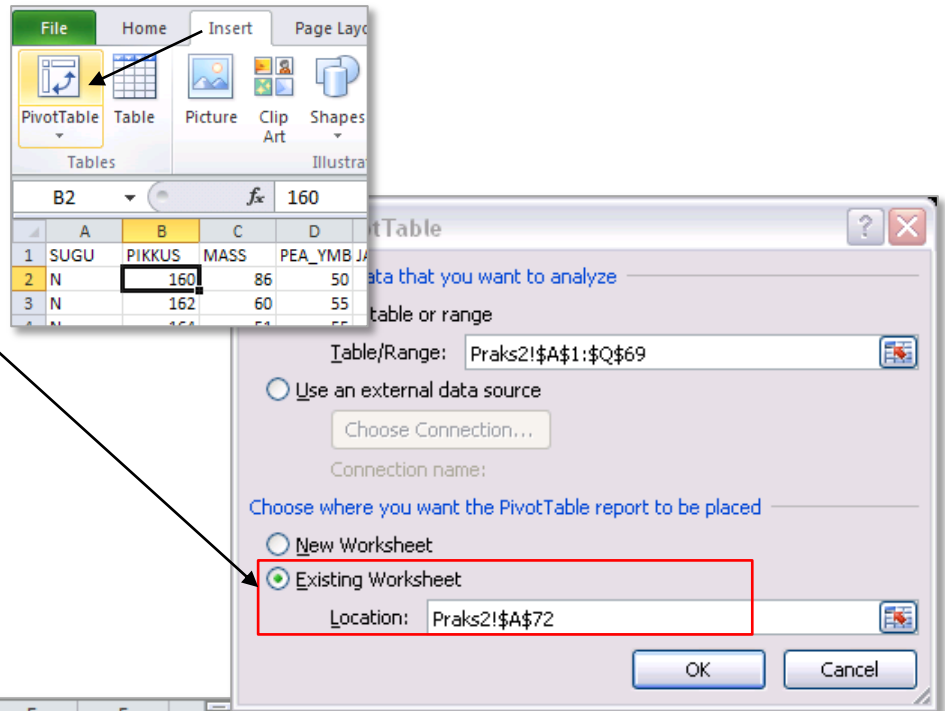 File Home Insert Page Layo
PivotTable Table Picture Clip Art Shapes
Tables Illustra
B2 fx 160
A B C D
1 SUGU PIKKUS MASS PEA_YMB
2 N 160 86 50
3 N 162 60 55
tTable
ata that you want to analyze
table or range
Table/Range: Praks2!$A$1:$Q$69
Use an external data source
Choose Connection...
Connection name:
Choose where you want the PivotTable report to be placed
New Worksheet
Existing Worksheet
Location: Praks2!$A$72
OK Cancel